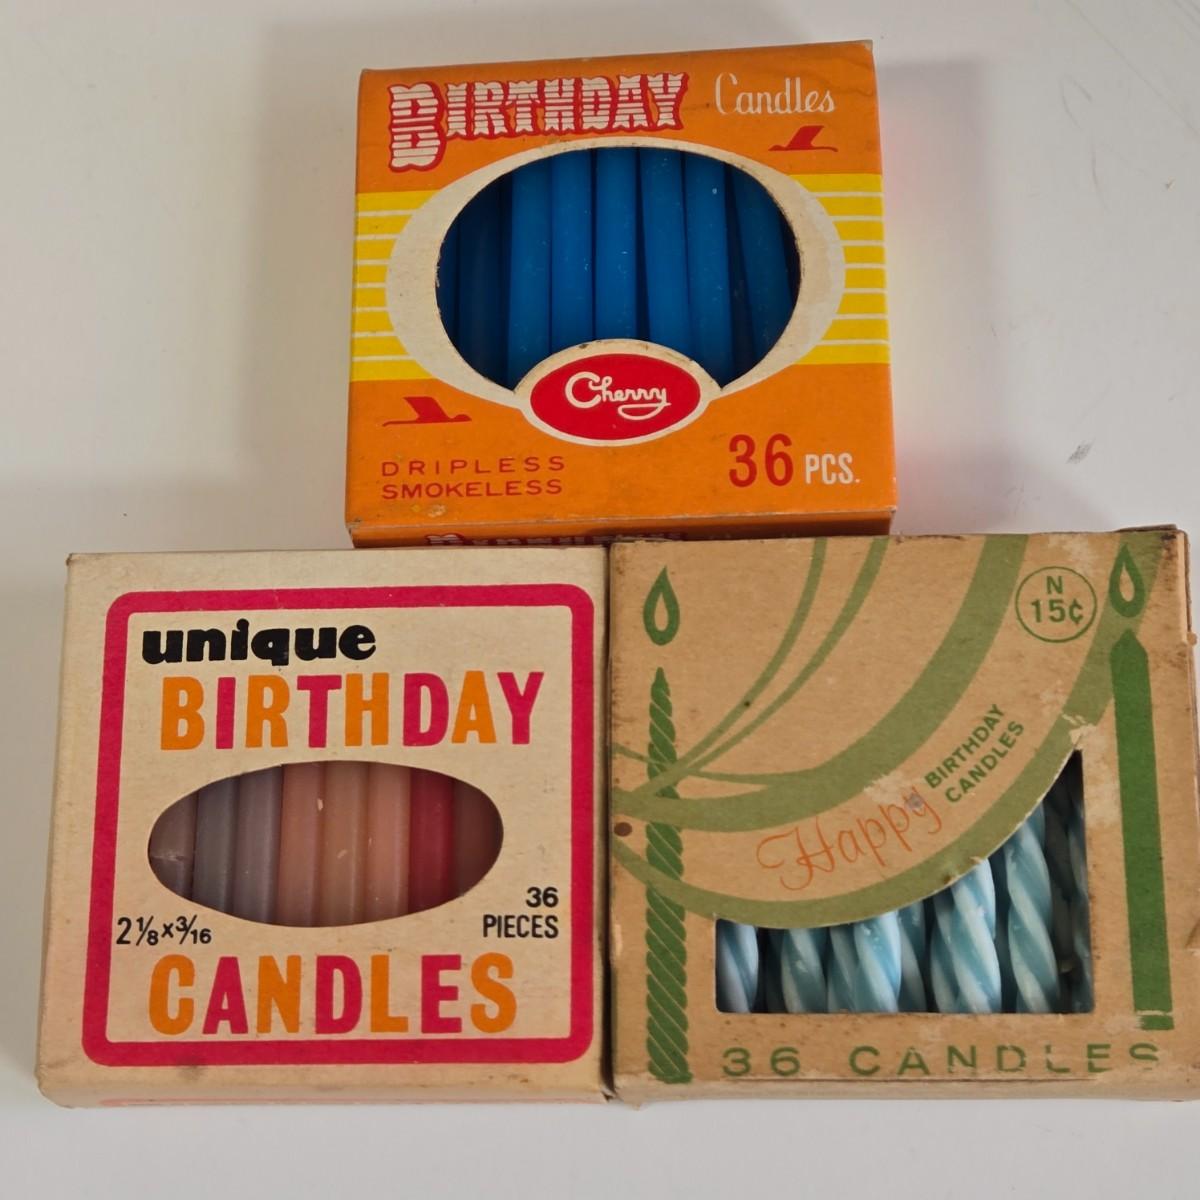 BIRTHDAY Candles
Cherry
DRIPLESS
SMOKELESS
36 PCS.
unique
BIRTHDAY
2 1/8 x 3/16
36
PIECES
CANDLES
N
15¢
Happy BIRTHDAY
CANDLES
36 CANDLES